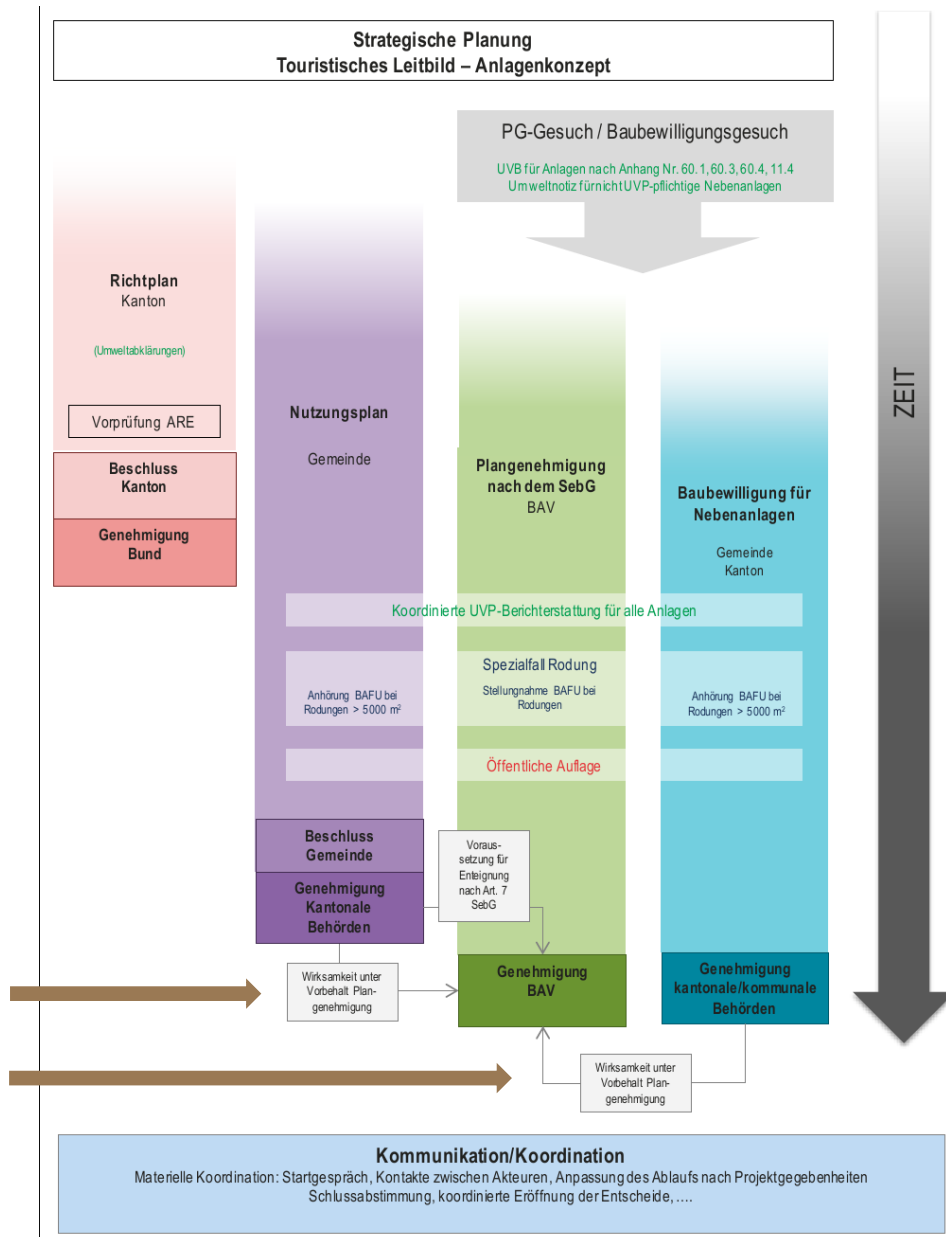 Strategische Planung
Touristisches Leitbild – Anlagenkonzept
PG-Gesuch / Baubewilligungsgesuch
UVB für Anlagen nach Anhang Nr. 60.1, 60.3, 60.4, 11.4
Umweltnotiz fürnicht UVP-pflichtige Nebenanlagen
Richtplan
Kanton
(Umweltabklärungen)
Vorprüfung ARE
Beschluss
Kanton
Genehmigung
Bund
Nutzungsplan
Gemeinde
Plangenehmigung
nach dem SebG
BAV
Baubewilligung für
Nebenanlagen
Gemeinde
Kanton
ZEIT
Koordinierte UVP-Berichterstattung für alle Anlagen
Spezialfall Rodung
Anhörung BAFU bei
Rodungen > 5000 m²
Stellungnahme BAFU bei
Rodungen
Anhörung BAFU bei
Rodungen > 5000 m²
Öffentliche Auflage
Beschluss
Gemeinde
Genehmigung
Kantonale
Behörden
Voraus-
setzung für
Enteignung
nach Art. 7
SebG
Wirksamkeit unter
Vorbehalt Plan-
genehmigung
Genehmigung
BAV
Genehmigung
kantonale/kommunale
Behörden
Wirksamkeit unter
Vorbehalt Plan-
genehmigung
Kommunikation/Koordination
Materielle Koordination: Startgespräch, Kontakte zwischen Akteuren, Anpassung des Ablaufs nach Projektgegebenheiten
Schlussabstimmung, koordinierte Eröffnung der Entscheide, ….